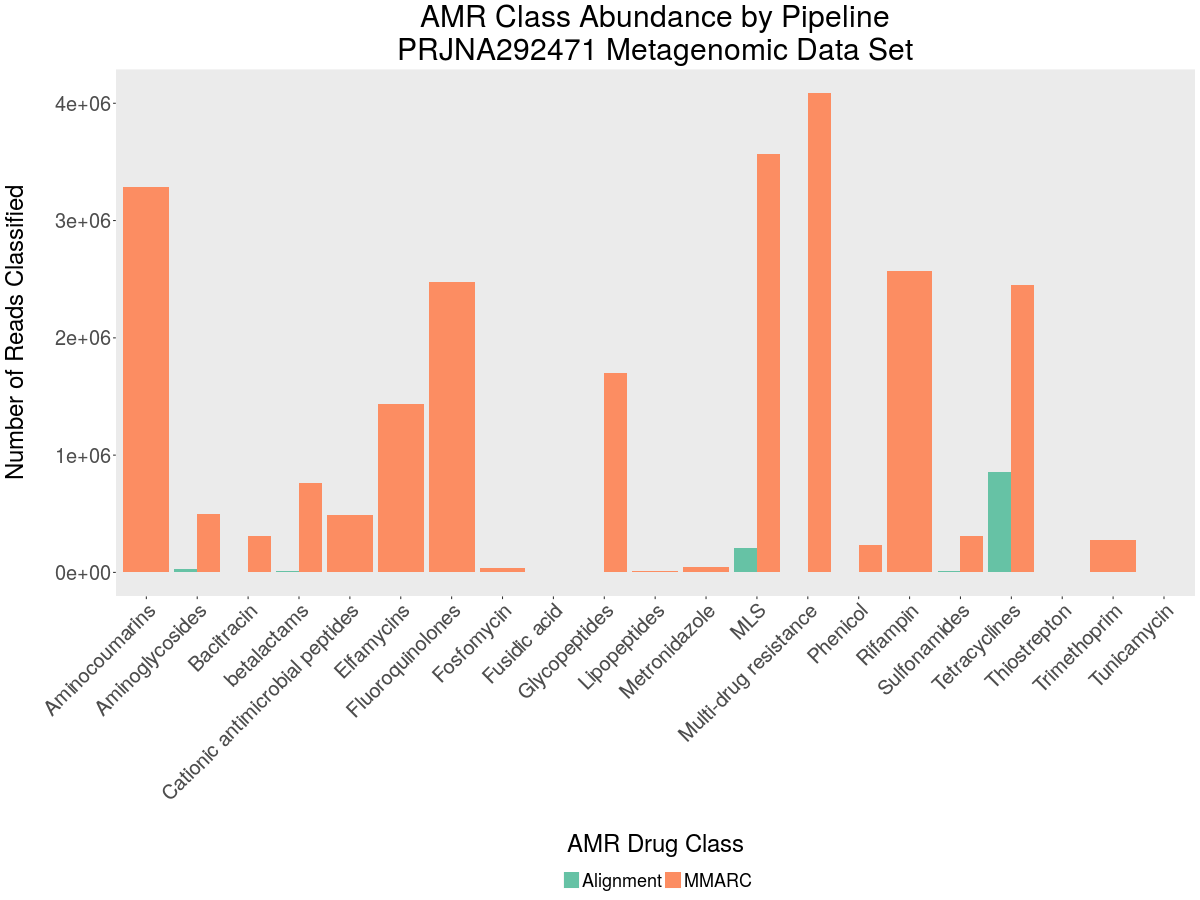 AMR Class Abundance by Pipeline
PRJNA292471 Metagenomic Data Set
Number of Reads Classified
4e+06
3e+06
2e+06
1e+06
0e+00
Aminocoumarins
Aminoglycosides
Bacitracin
betalactams
Cationic antimicrobial peptides
Elfamycins
Fluoroquinolones
Fosfomycin
Fusidic acid
Glycopeptides
Lipopeptides
Metronidazole
MLS
Multi-drug resistance
Phenicol
Rifampin
Sulfonamides
Tetracyclines
Thiostrepton
Trimethoprim
Tunicamycin
AMR Drug Class
Alignment MMARC